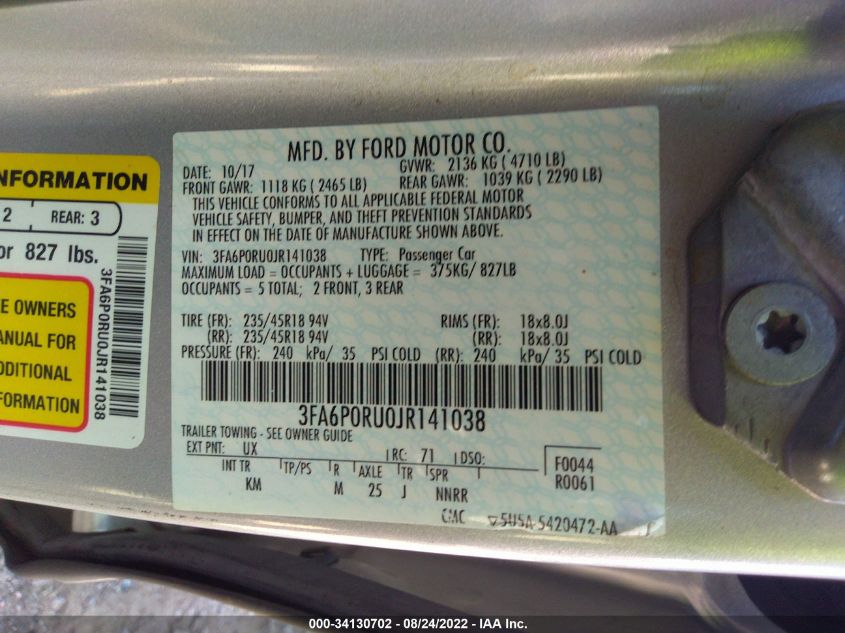 MFD. BY FORD MOTOR CO.
DATE: 10/17 GVWR: 2136 KG ( 4710 LB)
FRONT GAWR: 1118 KG ( 2465 LB) REAR GAWR: 1039 KG ( 2290 LB)
THIS VEHICLE CONFORMS TO ALL APPLICABLE FEDERAL MOTOR
VEHICLE SAFETY, BUMPER, AND THEFT PREVENTION STANDARDS
IN EFFECT ON THE DATE OF MANUFACTURE SHOWN ABOVE.
VIN: 3FA6P0RU0JR141038 TYPE: Passenger Car
MAXIMUM LOAD = OCCUPANTS + LUGGAGE = 375KG/ 827LB
OCCUPANTS = 5 TOTAL; 2 FRONT, 3 REAR
TIRE (FR): 235/45R18 94V RIMS (FR): 18x8.0J
(RR): 235/45R18 94V (RR): 18x8.0J
PRESSURE (FR): 240 kPa/ 35 PSI COLD (RR): 240 kPa/ 35 PSI COLD
3FA6P0RU0JR141038
TRAILER TOWING - SEE OWNER GUIDE
EXT PNT: UX RC: 71 DSO: F0044
INT TR TP/PS R AXLE TR SPR R0061
KM M 25 J NNRR
CMC 5U5A-5420472-AA
NFORMATION
2 REAR: 3
or 827 lbs.
E OWNERS
ANUAL FOR
DDITIONAL
FORMATION
3FA6P0RU0JR141038
000-34130702 - 08/24/2022 - IAA Inc.